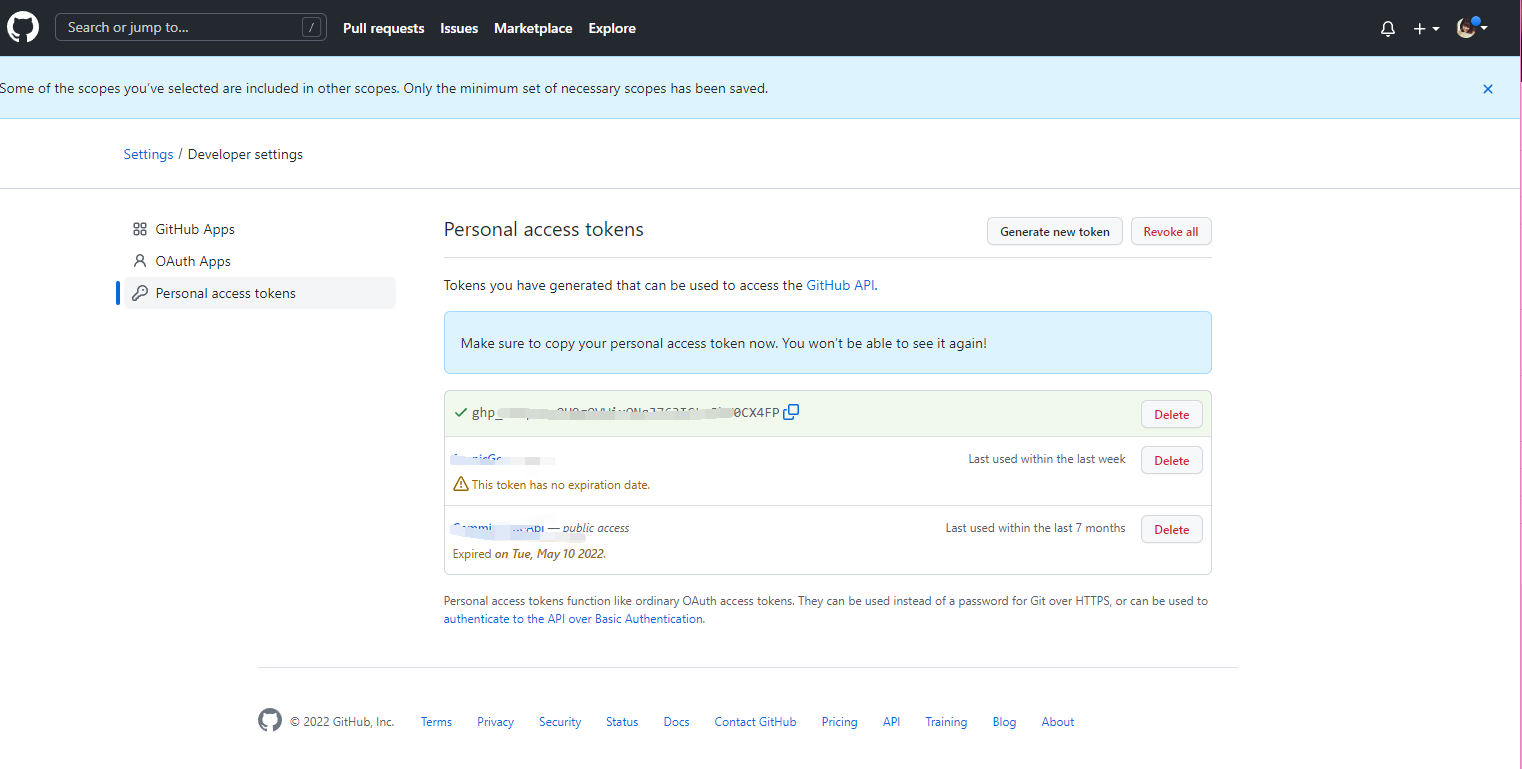 Search or jump to... /
Pull requests Issues Marketplace Explore
Some of the scopes you've selected are included in other scopes. Only the minimum set of necessary scopes has been saved.
Settings / Developer settings
GitHub Apps
OAuth Apps
Personal access tokens
Personal access tokens
Generate new token Revoke all
Tokens you have generated that can be used to access the GitHub API.
Make sure to copy your personal access token now. You won't be able to see it again!
Delete
Last used within the last week Delete
This token has no expiration date.
— public access Last used within the last 7 months Delete
Expired on Tue, May 10 2022.
Personal access tokens function like ordinary OAuth access tokens. They can be used instead of a password for Git over HTTPS, or can be used to
authenticate to the API over Basic Authentication.
© 2022 GitHub, Inc. Terms Privacy Security Status Docs Contact GitHub Pricing API Training Blog About